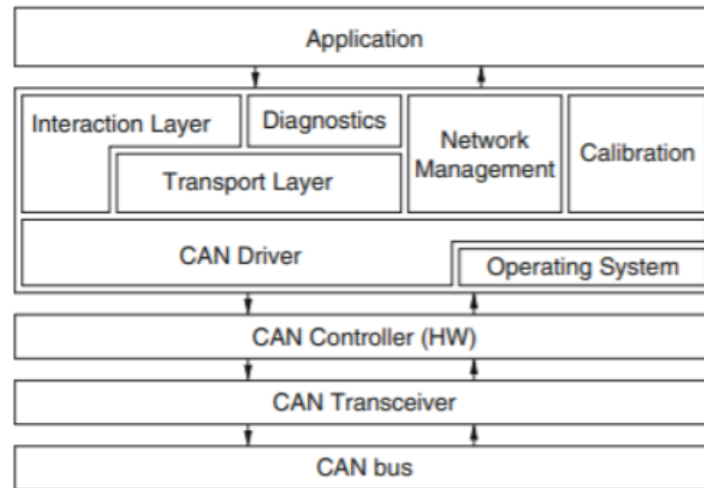 Application
Interaction Layer
Diagnostics
Network
Management
Calibration
Transport Layer
CAN Driver
Operating System
CAN Controller (HW)
CAN Transceiver
CAN bus